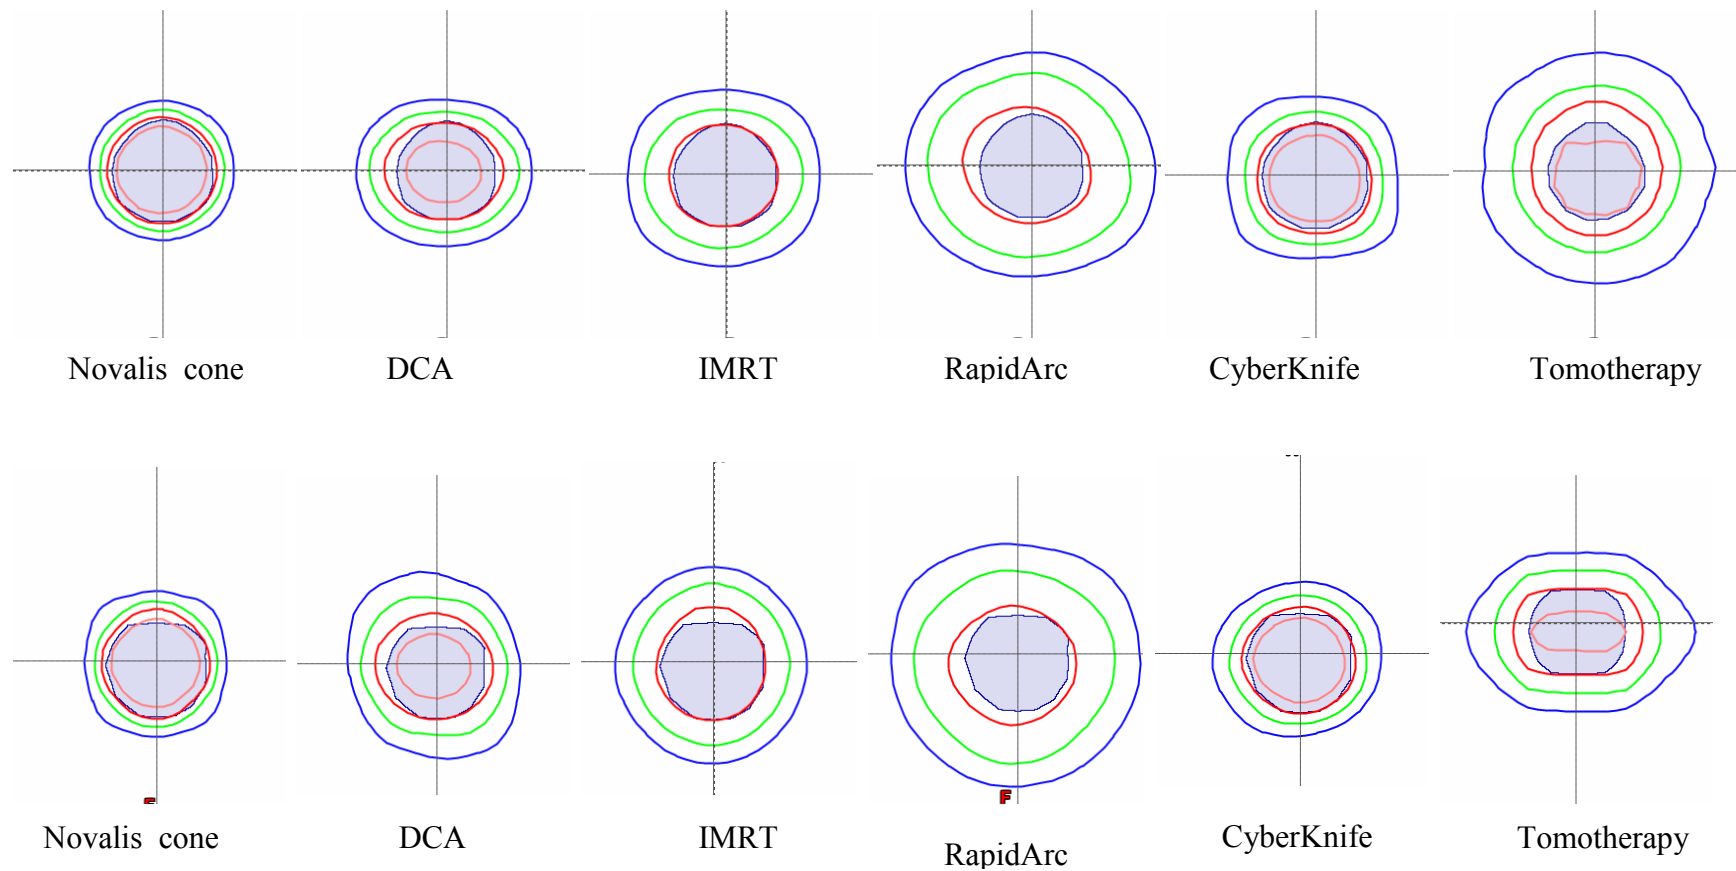 Novalis cone DCA IMRT RapidArc CyberKnife Tomotherapy
F
Novalis cone DCA IMRT RapidArc CyberKnife Tomotherapy